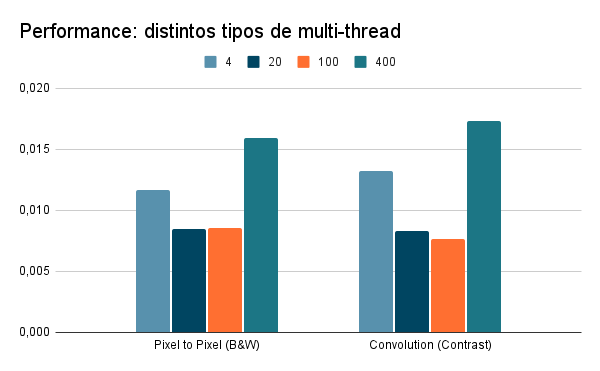 Performance: distintos tipos de multi-thread
4 20 100 400
0,020
0,015
0,010
0,005
0,000
Pixel to Pixel (B&W) Convolution (Contrast)